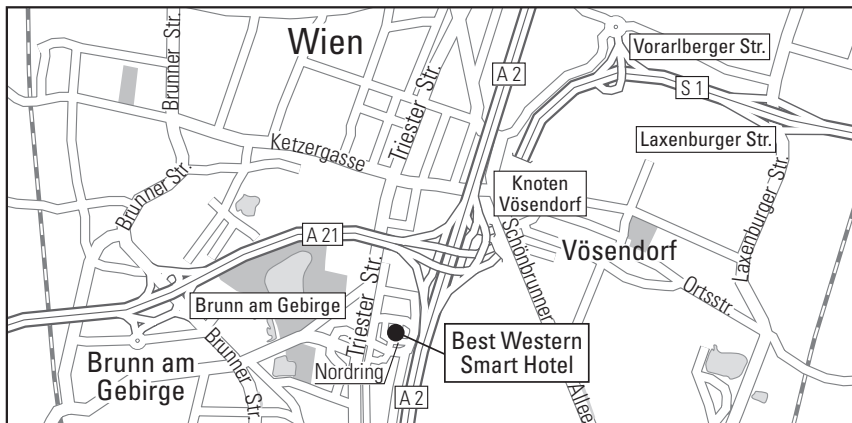 Wien
Vorarlberger Str.
A 2
S 1
Brunner Str.
Triester Str.
Ketzergasse
Laxenburger Str.
Knoten
Vösendorf
Brunner Str.
Laxenburger Str.
A 21
Schönbrunner
Vösendorf
Ortsstr.
Brunn am Gebirge
Triester Str.
Best Western
Smart Hotel
Brunn am
Gebirge
Brunner Str.
Nordring
Allee
A 2